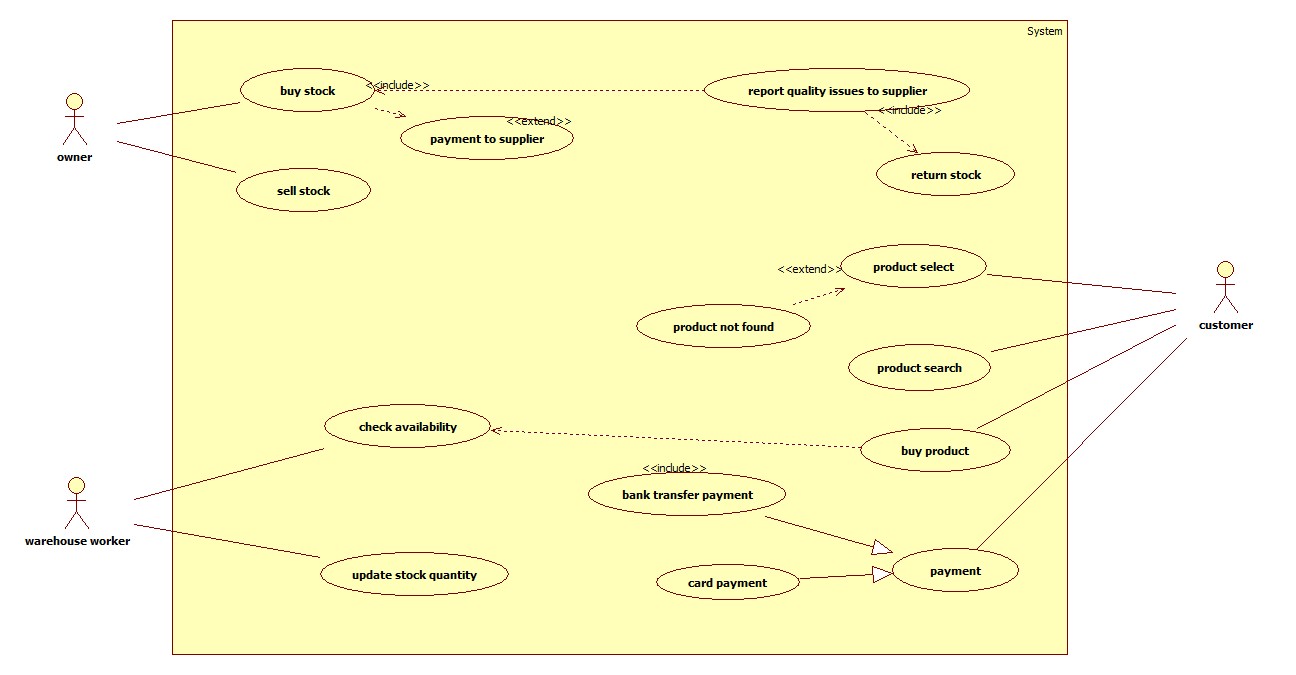 System
buy stock
<<include>>
report quality issues to supplier
<<include>>
<<extend>>
payment to supplier
owner
sell stock
return stock
<<extend>>
product select
product not found
customer
product search
check availability
buy product
<<include>>
bank transfer payment
warehouse worker
update stock quantity
card payment
payment